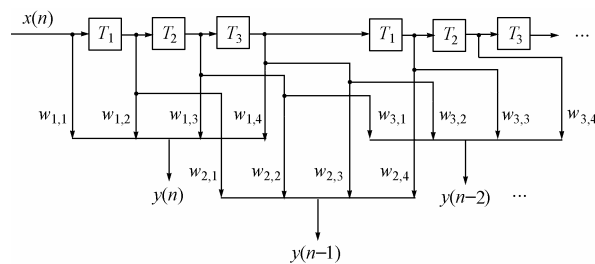 x(n)
T1 T2 T3 T1 T2 T3 ...
w1,1 w1,2 w1,3 w1,4 w3,1 w3,2 w3,3 w3,4
w2,1 w2,2 w2,3 w2,4
y(n) y(n−2) ...
y(n−1)